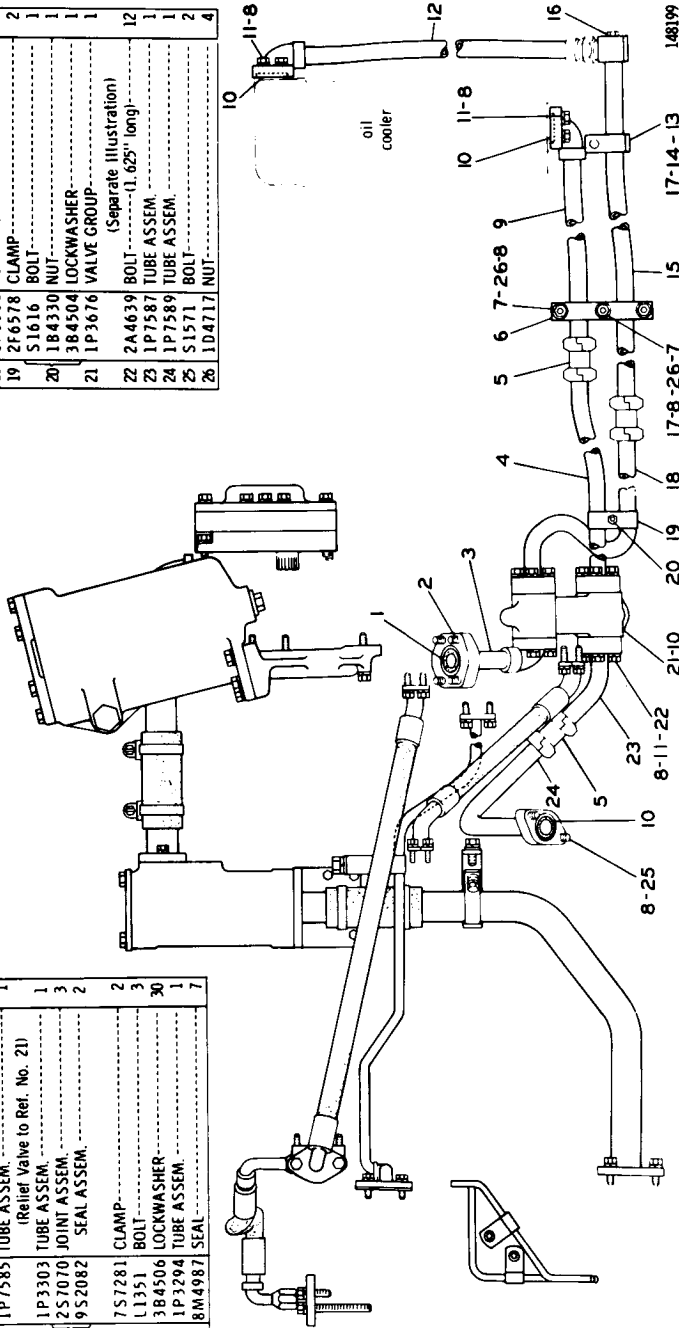 19 2F6578 CLAMP 2
S1616 BOLT 1
20 1B4330 NUT 1
3B4504 LOCKWASHER 1
21 1P3676 VALVE GROUP 1
(Separate Illustration)
22 2A4639 BOLT (1.625" long) 12
23 1P7587 TUBE ASSEM. 1
24 1P7589 TUBE ASSEM. 1
25 S1571 BOLT 2
26 1D4717 NUT 4
1P7585 TUBE ASSEM. 1
(Relief Valve to Ref. No. 21)
1P3303 TUBE ASSEM. 1
2S7070 JOINT ASSEM. 3
9S2082 SEAL ASSEM. 2
7S7281 CLAMP 2
L1351 BOLT 3
3B4506 LOCKWASHER 30
1P3294 TUBE ASSEM. 1
8M4987 SEAL 7
11-8
10
12
16
oil
cooler
10
11-8
9
7-26-8
6
5
4
3
2
1
17-14-13
15
17-8-26-7
18
19
20
21-10
8-11-22
23
5
24
10
8-25
148199